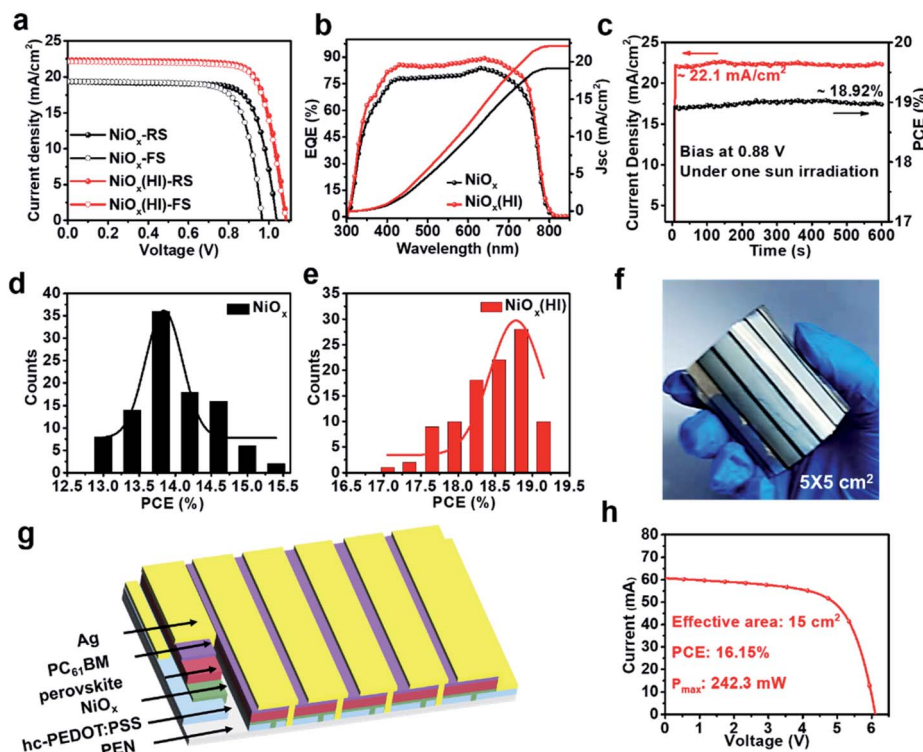 a
Current density (mA/cm²)
25
20
15
10
5
0
NiOx-RS
NiOx-FS
NiOx(HI)-RS
NiOx(HI)-FS
0.0 0.2 0.4 0.6 0.8 1.0
Voltage (V)
b
EQE (%)
90
75
60
45
30
15
0
20
15
10
5
0
Jsc (mA/cm²)
NiOx
NiOx(HI)
300 400 500 600 700 800
Wavelength (nm)
c
Current Density (mA/cm²)
25
20
15
10
5
20
19
18
17
PCE (%)
~ 22.1 mA/cm²
~ 18.92%
Bias at 0.88 V
Under one sun irradiation
0 200 400 600
Time (s)
d
Counts
40
35
30
25
20
15
10
5
0
NiOx
12.5 13.0 13.5 14.0 14.5 15.0 15.5
PCE (%)
e
Counts
35
30
25
20
15
10
5
0
NiOx(HI)
16.5 17.0 17.5 18.0 18.5 19.0 19.5
PCE (%)
f
5X5 cm²
g
Ag
PC61BM
perovskite
NiOx
hc-PEDOT:PSS
PEN
h
Current (mA)
80
70
60
50
40
30
20
10
0
Effective area: 15 cm²
PCE: 16.15%
Pmax: 242.3 mW
0 1 2 3 4 5 6
Voltage (V)